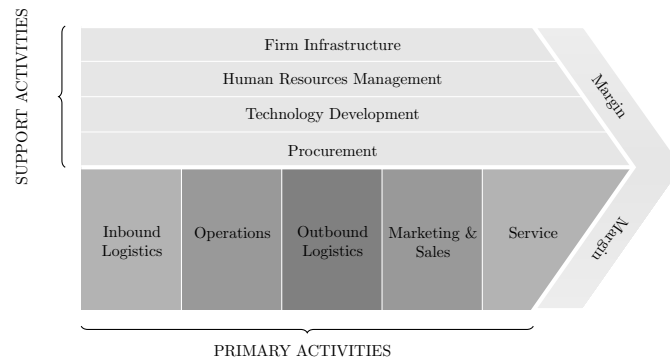 SUPPORT ACTIVITIES
Firm Infrastructure
Human Resources Management
Technology Development
Procurement
Margin
Inbound
Logistics
Operations
Outbound
Logistics
Marketing &
Sales
Service
Margin
PRIMARY ACTIVITIES